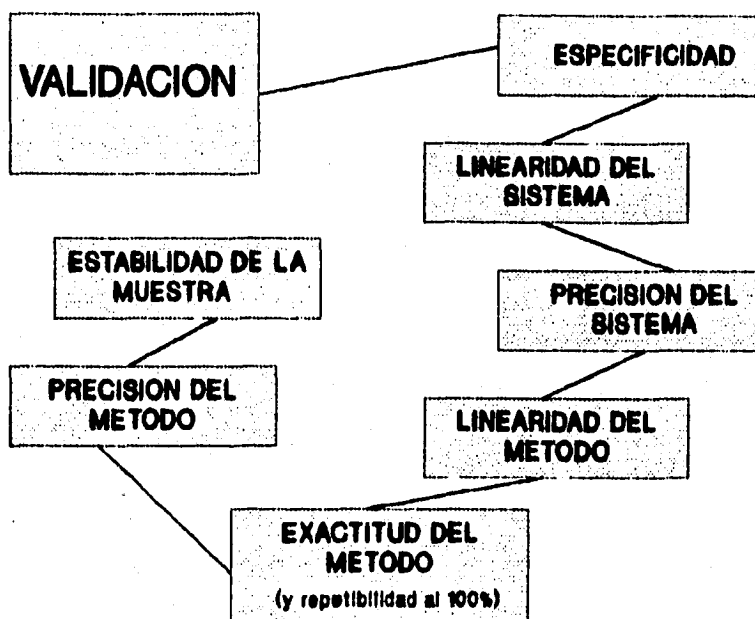 VALIDACION
ESPECIFICIDAD
LINEARIDAD DEL
SISTEMA
PRECISION DEL
SISTEMA
LINEARIDAD DEL
METODO
EXACTITUD DEL
METODO
(y repetibilidad al 100%)
PRECISION DEL
METODO
ESTABILIDAD DE LA
MUESTRA